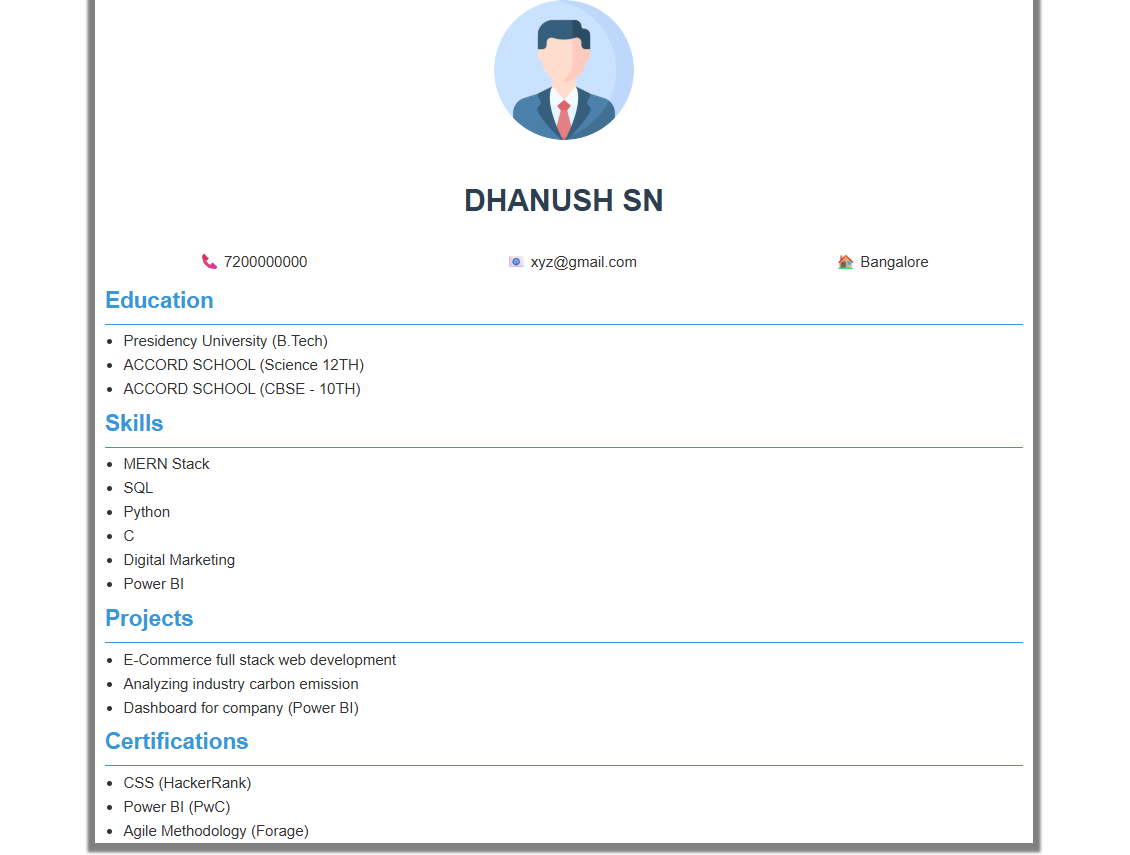 DHANUSH SN
7200000000 xyz@gmail.com Bangalore
Education
Presidency University (B.Tech)
ACCORD SCHOOL (Science 12TH)
ACCORD SCHOOL (CBSE - 10TH)
Skills
MERN Stack
SQL
Python
C
Digital Marketing
Power BI
Projects
E-Commerce full stack web development
Analyzing industry carbon emission
Dashboard for company (Power BI)
Certifications
CSS (HackerRank)
Power BI (PwC)
Agile Methodology (Forage)